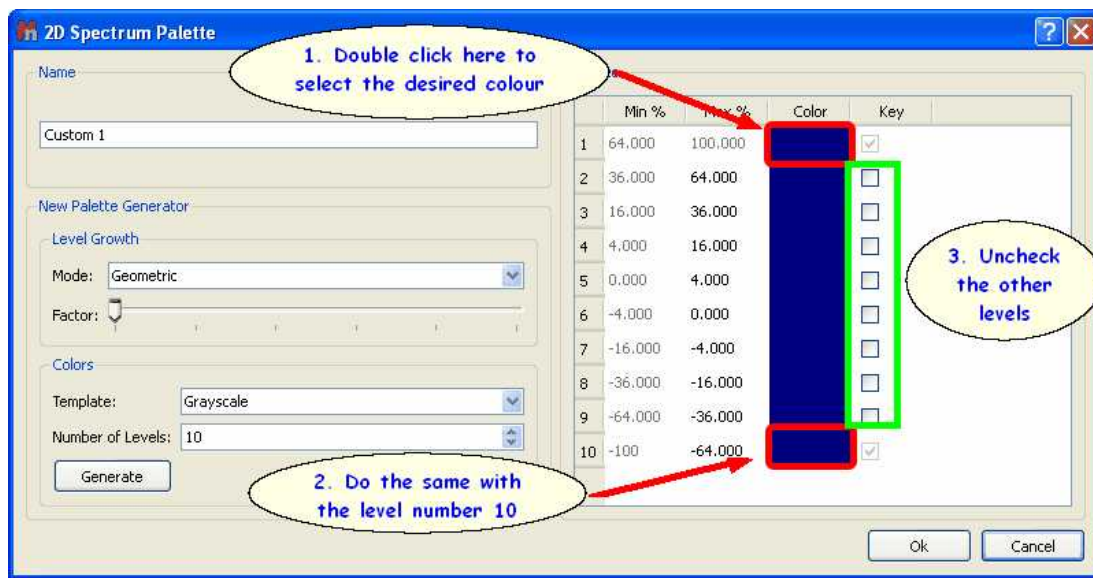 2D Spectrum Palette
1. Double click here to
select the desired colour
Name
Custom 1
New Palette Generator
Level Growth
Mode: Geometric
Factor:
Colors
Template: Grayscale
Number of Levels: 10
Generate
2. Do the same with
the level number 10
Min % Max % Color Key
1 64.000 100.000
2 36.000 64.000
3 16.000 36.000
4 4.000 16.000
5 0.000 4.000
6 -4.000 0.000
7 -16.000 -4.000
8 -36.000 -16.000
9 -64.000 -36.000
10 -100 -64.000
3. Uncheck
the other
levels
Ok Cancel